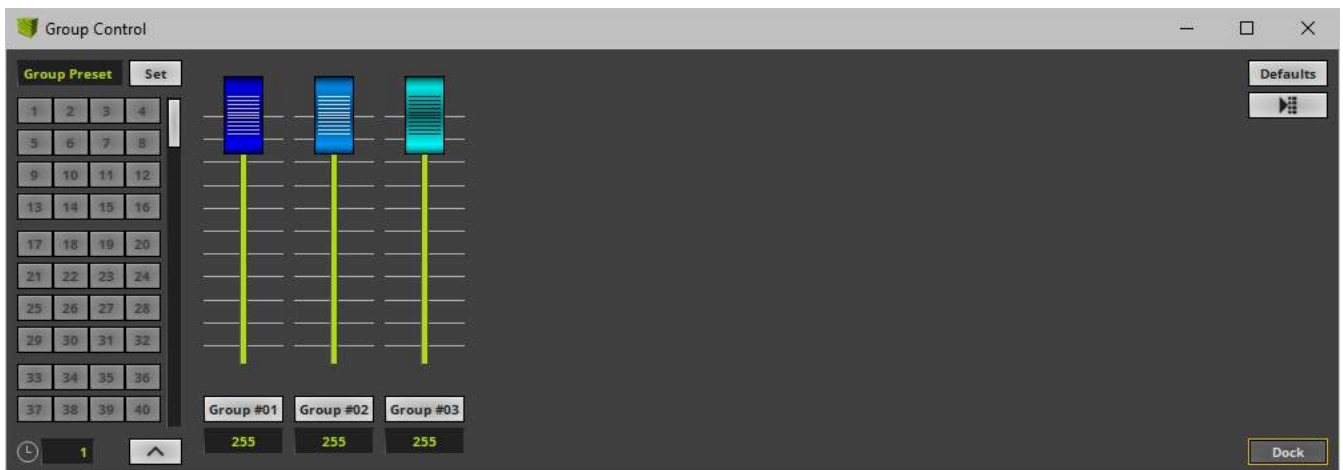 Group Control
Group Preset Set
Defaults
1 2 3 4
5 6 7 8
9 10 11 12
13 14 15 16
17 18 19 20
21 22 23 24
25 26 27 28
29 30 31 32
33 34 35 36
37 38 39 40
Group #01 Group #02 Group #03
255 255 255
1
Dock